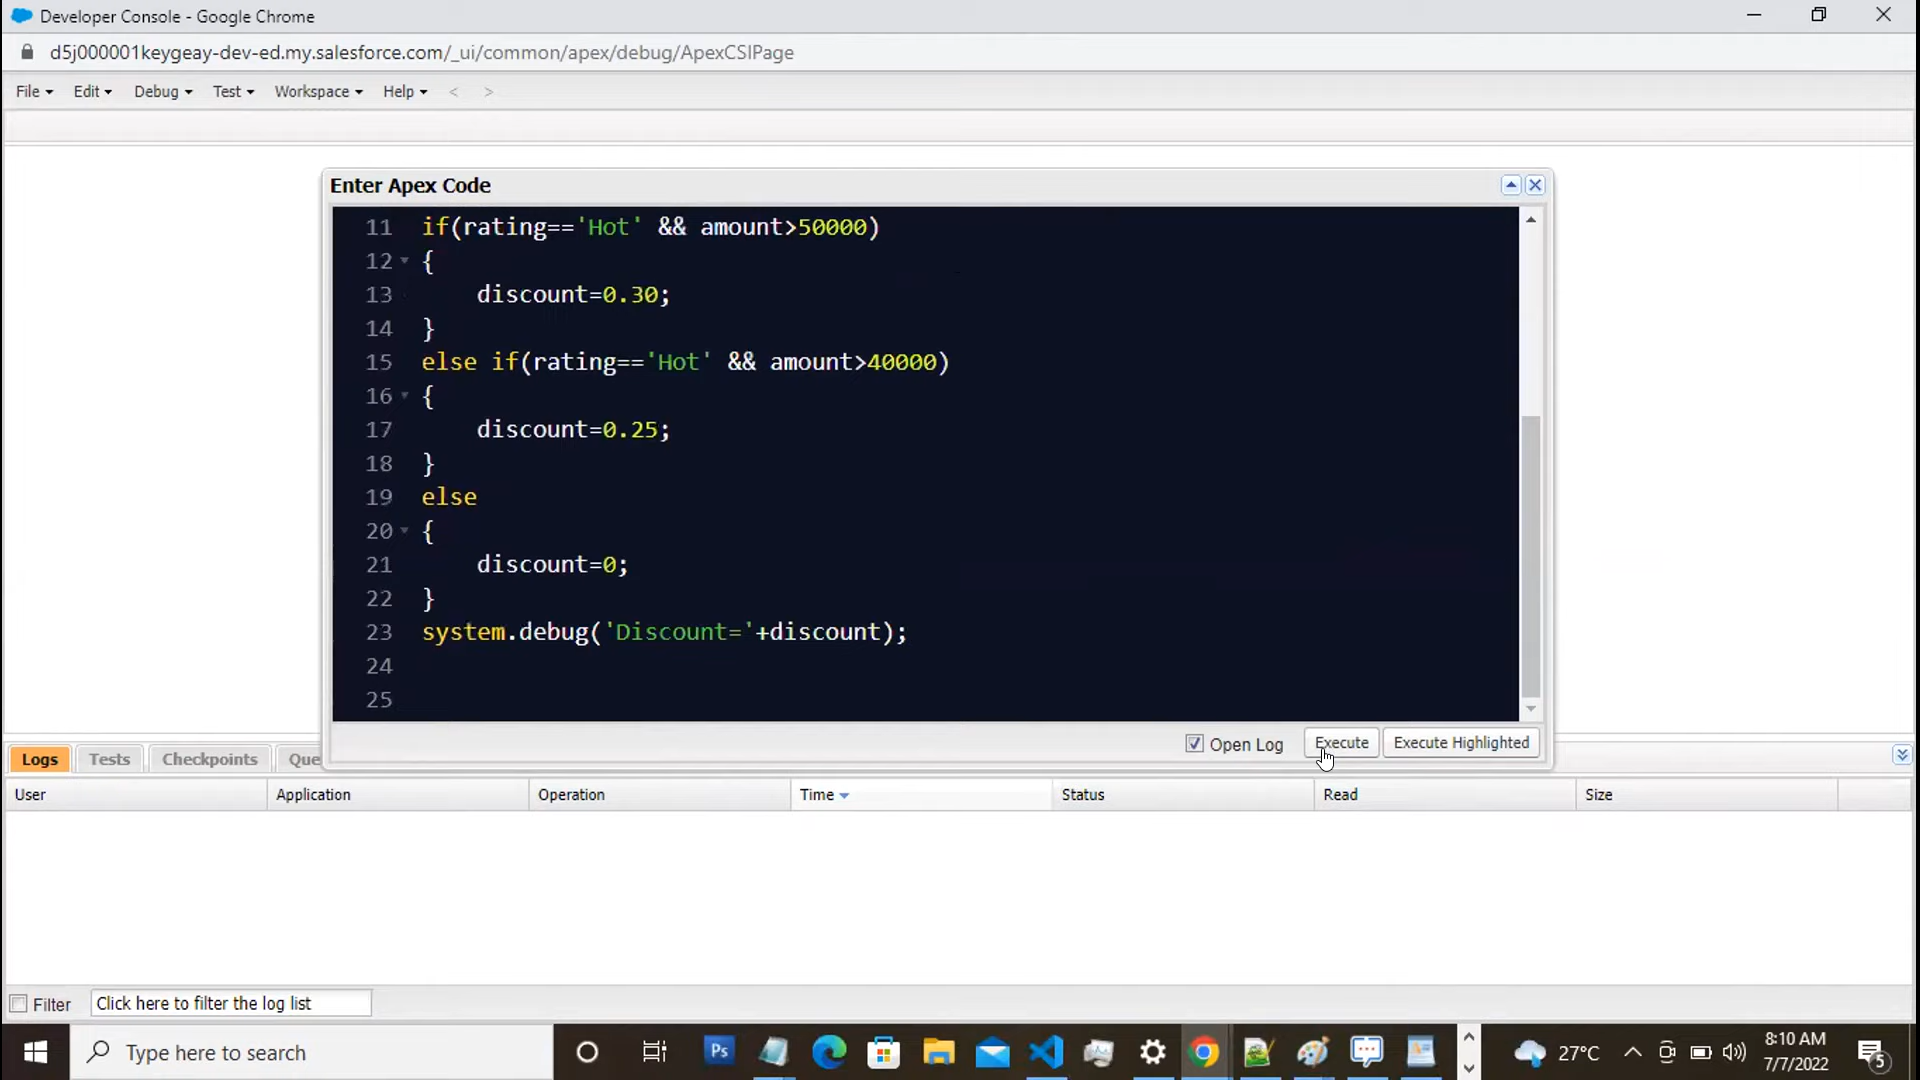 Developer Console - Google Chrome
d5j000001keygeay-dev-ed.my.salesforce.com/_ui/common/apex/debug/ApexCSIPage
File Edit Debug Test Workspace Help < >
Enter Apex Code
11 if(rating=='Hot' && amount>50000)
12 {
13 discount=0.30;
14 }
15 else if(rating=='Hot' && amount>40000)
16 {
17 discount=0.25;
18 }
19 else
20 {
21 discount=0;
22 }
23 system.debug('Discount='+discount);
24
25
Open Log Execute Execute Highlighted
Logs Tests Checkpoints Que
User Application Operation Time Status Read Size
Filter Click here to filter the log list
Type here to search
Ps
27°C
8:10 AM
7/7/2022
5